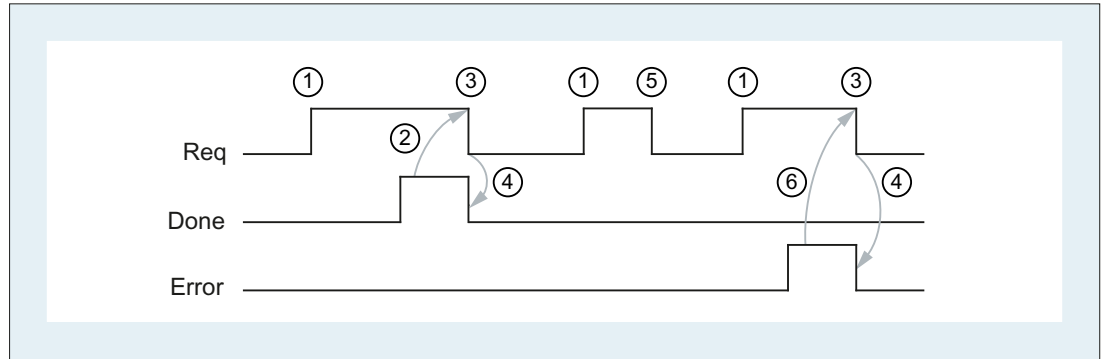 ① ③ ① ⑤ ① ③
②
Req
④ ⑥ ④
Done
Error